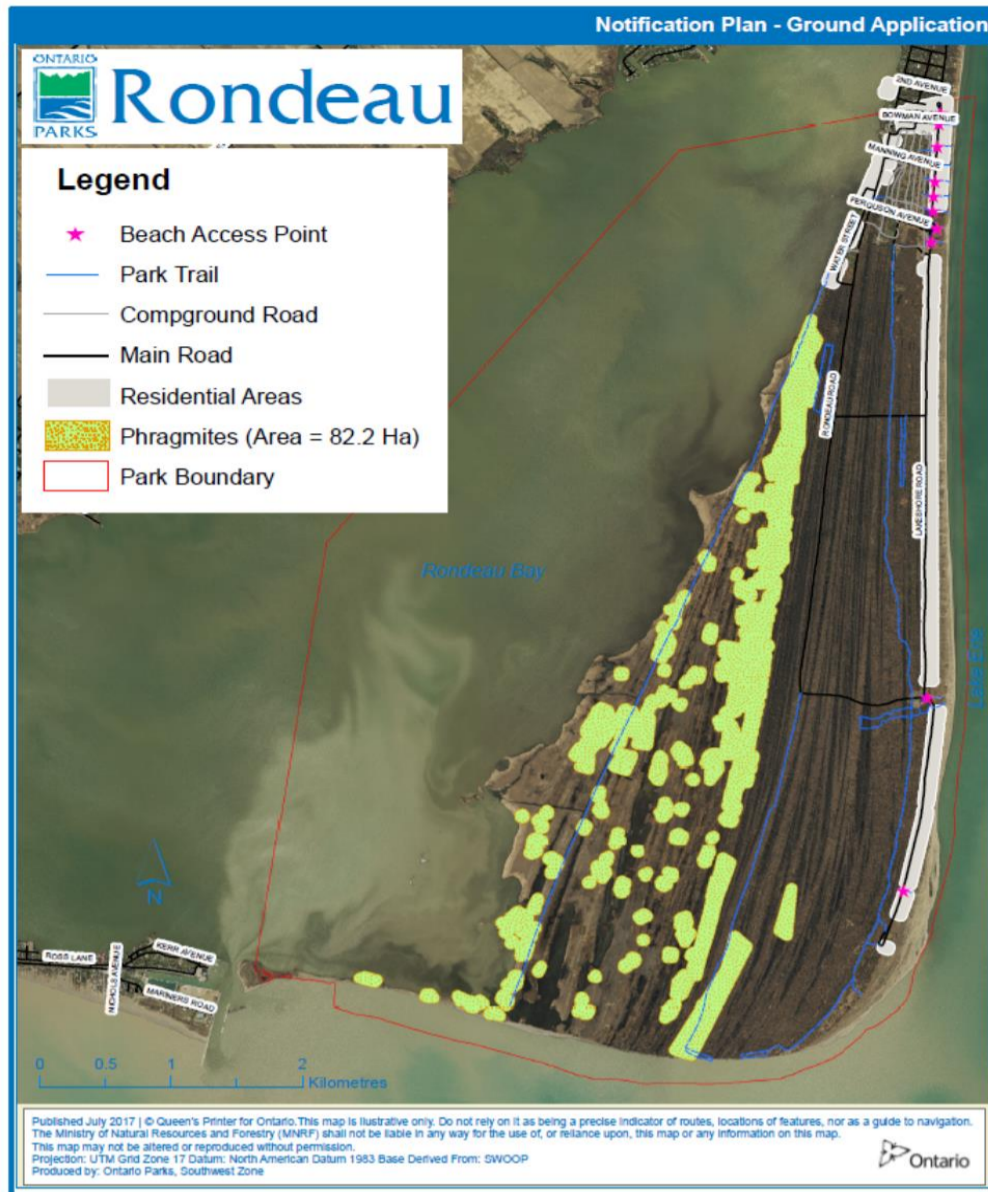 Notification Plan - Ground Application
ONTARIO
PARKS
Rondeau
Legend
Beach Access Point
Park Trail
Compground Road
Main Road
Residential Areas
Phragmites (Area = 82.2 Ha)
Park Boundary
2ND AVENUE
BOWMAN AVENUE
MANNING AVENUE
FERGUSON AVENUE
WATER STREET
RONDEAU ROAD
LAKESHORE ROAD
Rondeau Bay
Lake Erie
N
ROSS LANE
NICHOLS AVENUE
KERR AVENUE
MARINERS ROAD
0 0.5 1 2
Kilometres
Published July 2017 | © Queen's Printer for Ontario.This map is illustrative only. Do not rely on it as being a precise indicator of routes, locations of features, nor as a guide to navigation.
The Ministry of Natural Resources and Forestry (MNRF) shall not be liable in any way for the use of, or reliance upon, this map or any information on this map.
This map may not be altered or reproduced without permission.
Projection: UTM Grid Zone 17 Datum: North American Datum 1983 Base Derived From: SWOOP
Produced by: Ontario Parks, Southwest Zone
Ontario